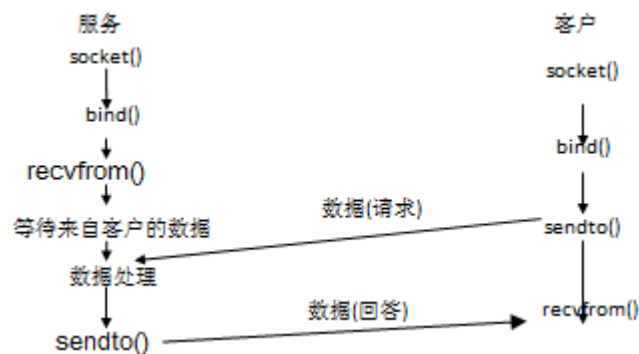 服务
客户
socket()
socket()
bind()
bind()
recvfrom()
数据(请求)
等待来自客户的数据
sendto()
数据处理
数据(回答)
recvfrom()
sendto()